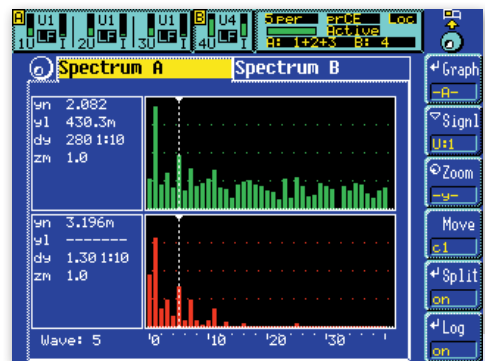 A U1 U1 U1 B U4 5per prCE Loc
LF LF LF LF Active
1U I 2U I 3U I 4U I A: 1+2+3 B: 4
Spectrum A Spectrum B
↵Graph
-A-
yn 2.082
yl 430.3m
dy 280 1:10
zm 1.0
Signl
U:1
Zoom
-y-
yn 3.196m
yl -------
dy 1.30 1:10
zm 1.0
Move
c1
↵Split
on
↵Log
on
Wave: 5 '0 '10 '20 '30